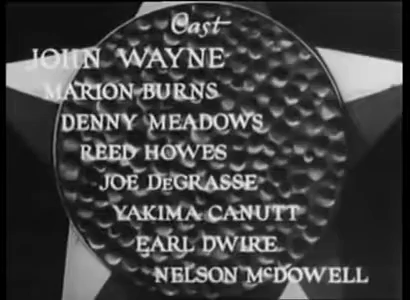 Cast
JOHN WAYNE
MARION BURNS
DENNY MEADOWS
REED HOWES
JOE DeGRASSE
YAKIMA CANUTT
EARL DWIRE
NELSON McDOWELL